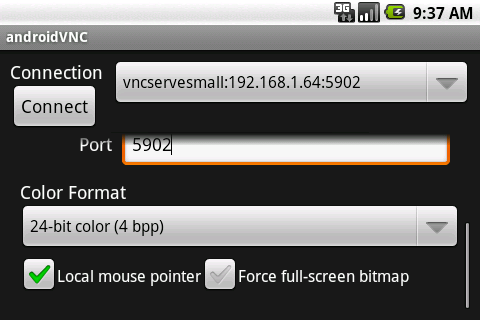 3G 9:37 AM
androidVNC
Connection vncservesmall:192.168.1.64:5902
Connect
Port 5902
Color Format
24-bit color (4 bpp)
Local mouse pointer Force full-screen bitmap